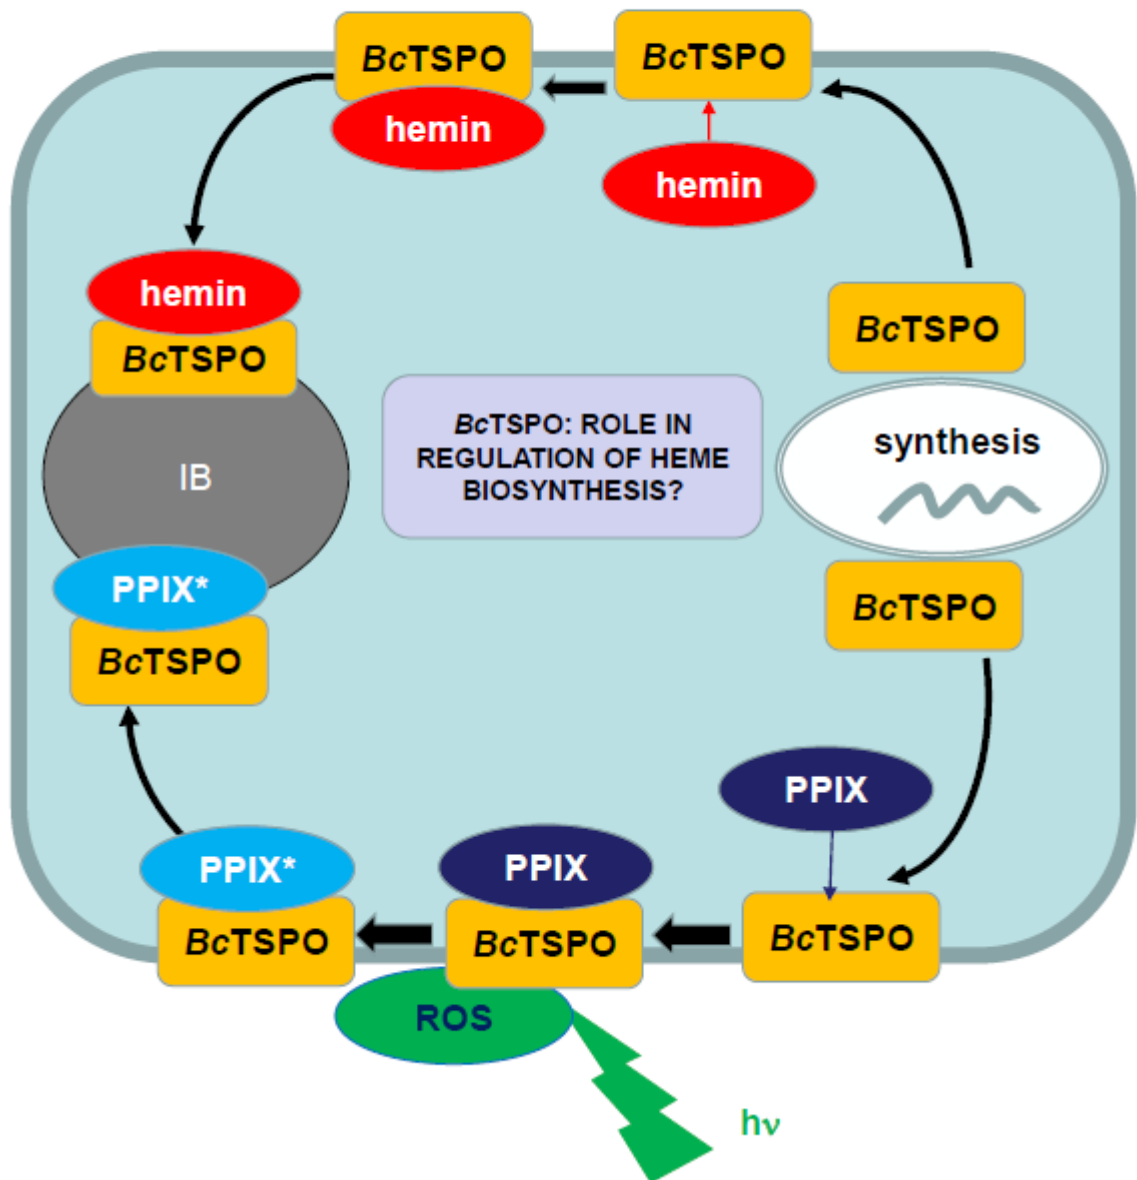 BcTSPO
BcTSPO
hemin
hemin
hemin
BcTSPO
BcTSPO
IB
BcTSPO: ROLE IN
REGULATION OF HEME
BIOSYNTHESIS?
synthesis
PPIX*
BcTSPO
BcTSPO
PPIX
PPIX*
PPIX
BcTSPO
BcTSPO
BcTSPO
ROS
hν